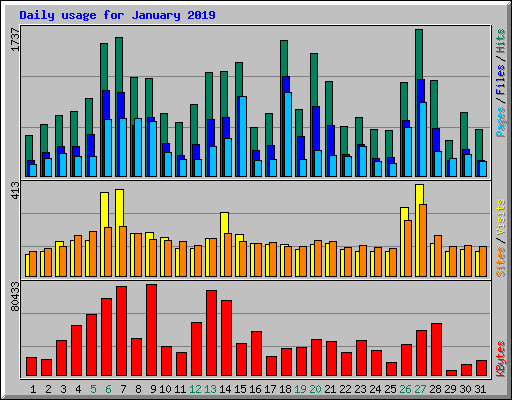 Daily usage for January 2019
1737
413
80433
Pages / Files / Hits
Sites / Visits
KBytes
1 2 3 4 5 6 7 8 9 10 11 12 13 14 15 16 17 18 19 20 21 22 23 24 25 26 27 28 29 30 31